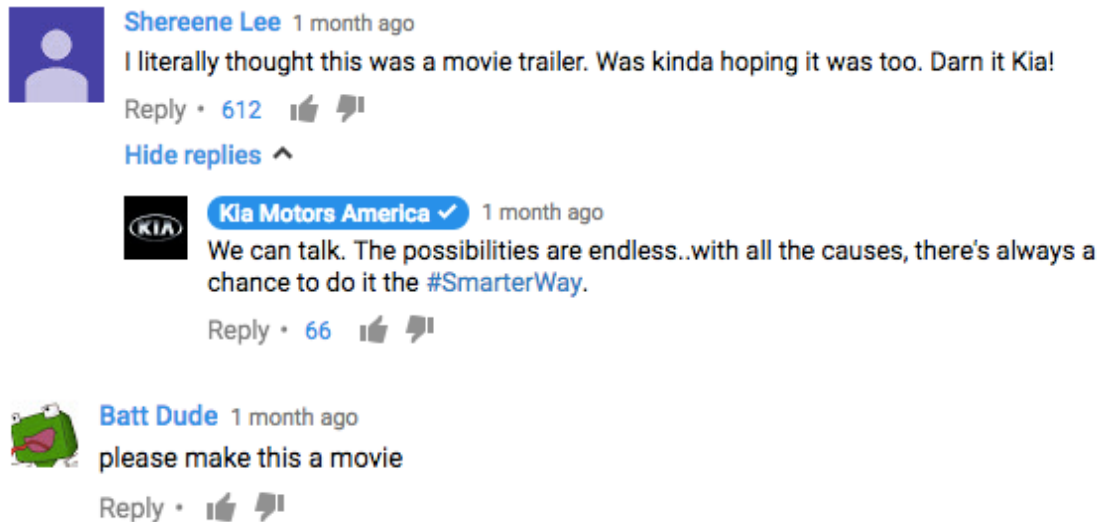 Shereene Lee 1 month ago
I literally thought this was a movie trailer. Was kinda hoping it was too. Darn it Kia!
Reply • 612
Hide replies
KIA
Kia Motors America 1 month ago
We can talk. The possibilities are endless..with all the causes, there's always a
chance to do it the #SmarterWay.
Reply • 66
Batt Dude 1 month ago
please make this a movie
Reply •